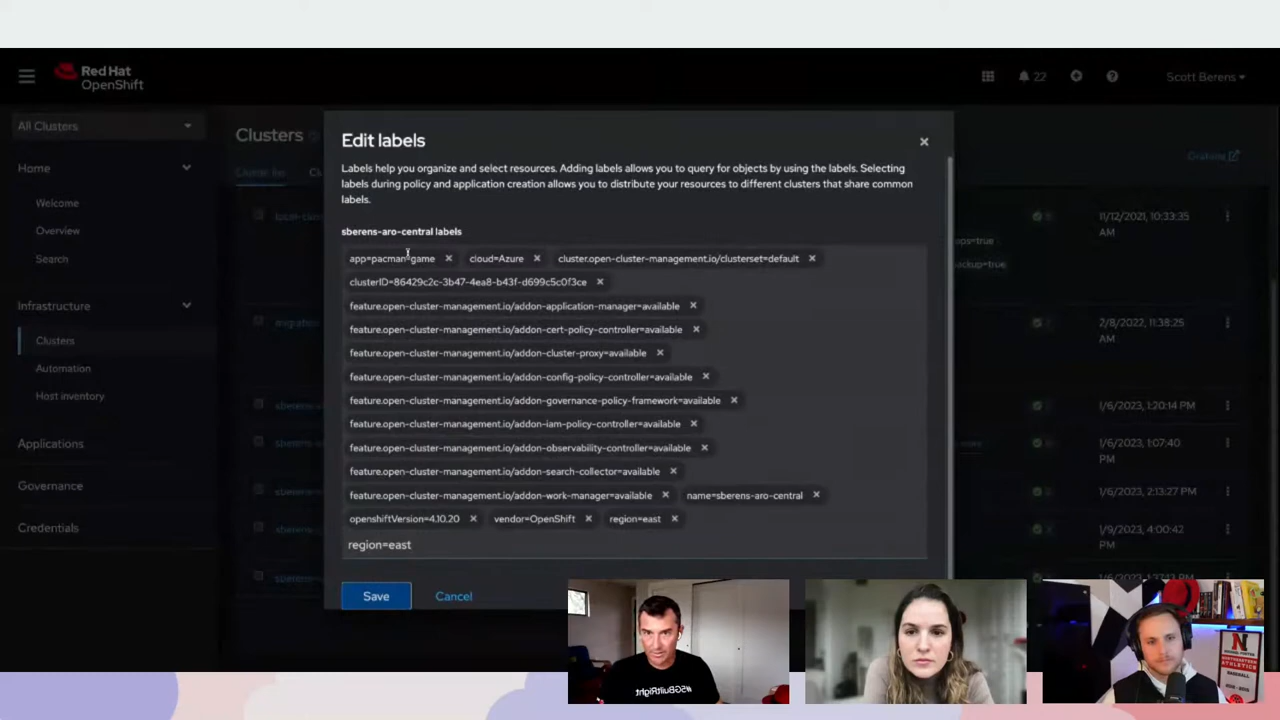 Red Hat
OpenShift
22
Scott Berens
All Clusters
Home
Welcome
Overview
Search
Infrastructure
Clusters
Automation
Host inventory
Applications
Governance
Credentials
Clusters
Cluster list
Grafana
Edit labels
Labels help you organize and select resources. Adding labels allows you to query for objects by using the labels. Selecting
labels during policy and application creation allows you to distribute your resources to different clusters that share common
labels.
sberens-aro-central labels
app=pacman-game × cloud=Azure × cluster.open-cluster-management.io/clusterset=default ×
clusterID=86429c2c-3b47-4ea8-b43f-d699c5c0f3ce ×
feature.open-cluster-management.io/addon-application-manager=available ×
feature.open-cluster-management.io/addon-cert-policy-controller=available ×
feature.open-cluster-management.io/addon-cluster-proxy=available ×
feature.open-cluster-management.io/addon-config-policy-controller=available ×
feature.open-cluster-management.io/addon-governance-policy-framework=available ×
feature.open-cluster-management.io/addon-iam-policy-controller=available ×
feature.open-cluster-management.io/addon-observability-controller=available ×
feature.open-cluster-management.io/addon-search-collector=available ×
feature.open-cluster-management.io/addon-work-manager=available × name=sberens-aro-central ×
openshiftVersion=4.10.20 × vendor=OpenShift × region=east ×
region=east
Save Cancel
11/12/2021, 10:33:35
AM
2/8/2022, 11:38:25
AM
1/6/2023, 1:20:14 PM
1/6/2023, 1:07:40
PM
1/6/2023, 2:13:27 PM
1/9/2023, 4:00:42
PM
#5GBuiltRight
N
NORTHEASTERN
ATHLETICS
BASEBALL